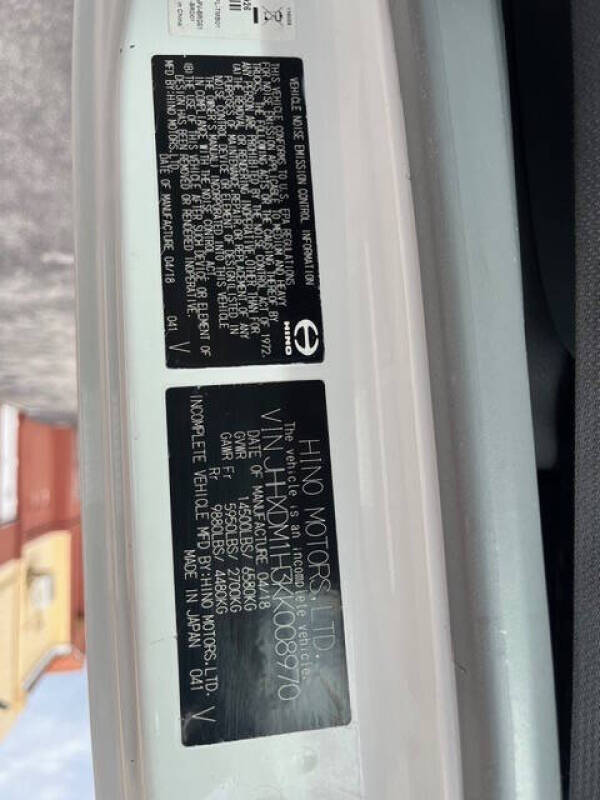 VEHICLE NOISE EMISSION CONTROL INFORMATION
HINO
THIS VEHICLE CONFORMS TO U.S. EPA REGULATIONS
FOR NOISE EMISSION APPLICABLE TO MEDIUM AND HEAVY
TRUCKS. THE FOLLOWING ACTS OR THE CAUSING THEREOF BY
ANY PERSON ARE PROHIBITED BY THE NOISE CONTROL ACT OF 1972.
(A) THE REMOVAL OR RENDERING INOPERATIVE, OTHER THAN FOR
PURPOSES OF MAINTENANCE, REPAIR, OR REPLACEMENT, OF ANY
NOISE CONTROL DEVICE OR ELEMENT OF DESIGN(LISTED IN
THE OWNER'S MANUAL)INCORPORATED INTO THIS VEHICLE
IN COMPLIANCE WITH THE NOISE CONTROL ACT.
(B) THE USE OF THIS VEHICLE AFTER SUCH DEVICE OR ELEMENT OF
DESIGN HAS BEEN REMOVED OR RENDERED INOPERATIVE.
MFD BY:HINO MOTORS,LTD.
DATE OF MANUFACTURE 04/18 041 V
HINO MOTORS,LTD.
The vehicle is an incomplete vehicle.
VIN JHHXDM1H3KK008970
DATE OF MANUFACTURE 04/18
GVWR 14500LBS/ 6580KG
GAWR Fr 5950LBS/ 2700KG
Rr 9880LBS/ 4480KG
INCOMPLETE VEHICLE MFD BY:HINO MOTORS,LTD.
MADE IN JAPAN 041 V